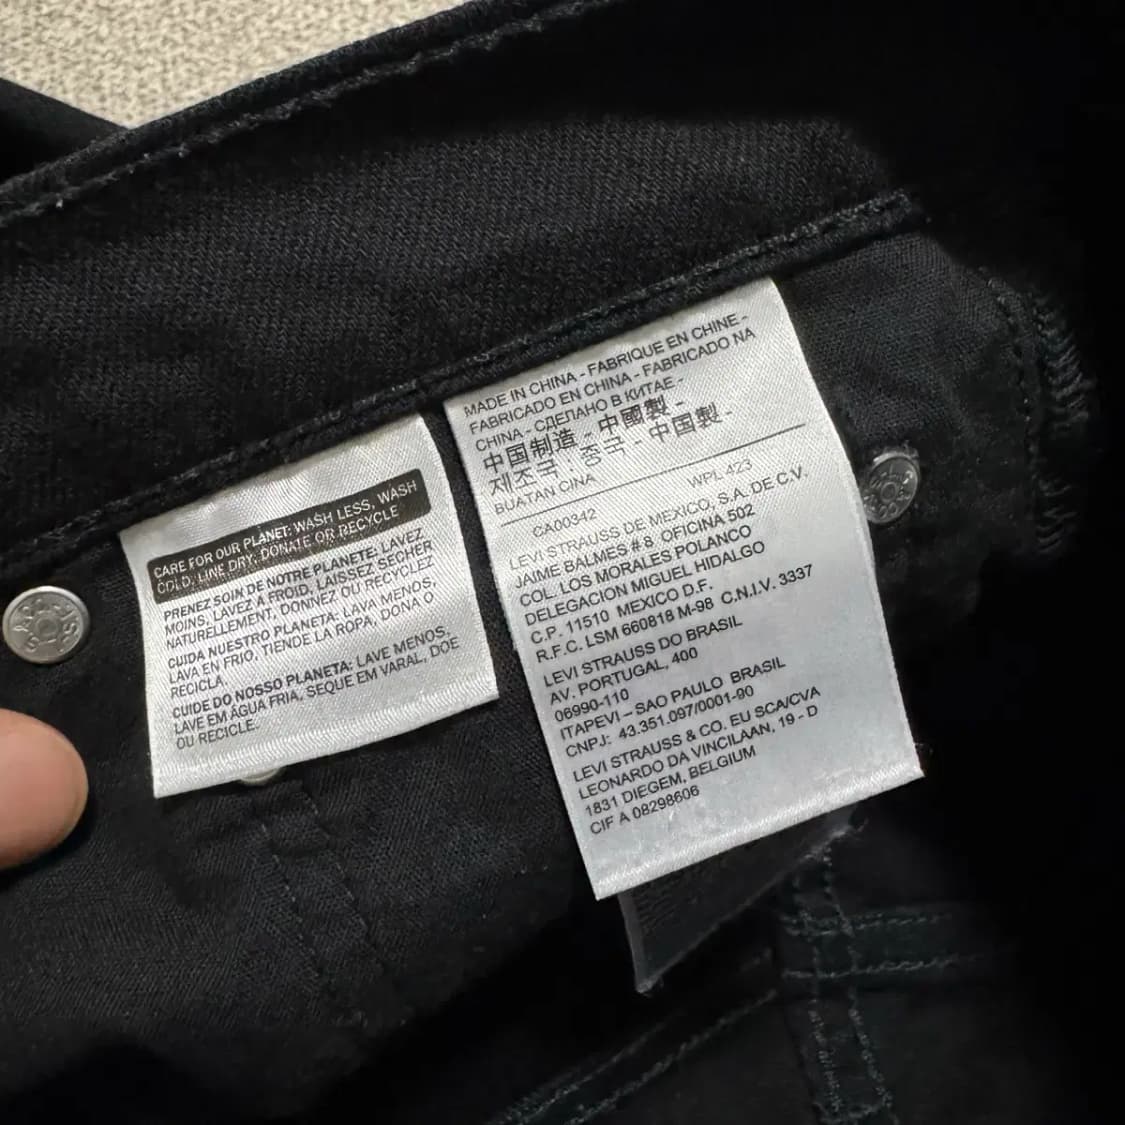 CARE FOR OUR PLANET: WASH LESS, WASH
COLD, LINE DRY, DONATE OR RECYCLE
PRENEZ SOIN DE NOTRE PLANETE: LAVEZ
MOINS, LAVEZ À FROID, LAISSEZ SÉCHER
NATURELLEMENT, DONNEZ OU RECYCLEZ
CUIDA NUESTRO PLANETA: LAVA MENOS,
LAVA EN FRIO, TIENDE LA ROPA, DONA O
RECICLA.
CUIDE DO NOSSO PLANETA: LAVE MENOS,
LAVE EM ÁGUA FRIA, SEQUE EM VARAL, DOE
OU RECICLE.
MADE IN CHINA - FABRIQUE EN CHINE -
FABRICADO EN CHINA - FABRICADO NA
CHINA - СДЕЛАНО В КИТАЕ -
中国制造 - 中國製 -
제조국 : 중국 - 中国製 -
BUATAN CINA
CA00342 WPL 423
LEVI STRAUSS DE MEXICO, S.A. DE C.V.
JAIME BALMES # 8 OFICINA 502
COL. LOS MORALES POLANCO
DELEGACION MIGUEL HIDALGO
C.P. 11510 MEXICO D.F.
R.F.C. LSM 660818 M-98 C.N.I.V. 3337
LEVI STRAUSS DO BRASIL
AV. PORTUGAL, 400
06990-110
ITAPEVI – SAO PAULO BRASIL
CNPJ: 43.351.097/0001-90
LEVI STRAUSS & CO. EU SCA/CVA
LEONARDO DA VINCILAAN, 19 - D
1831 DIEGEM, BELGIUM
CIF A 08298606